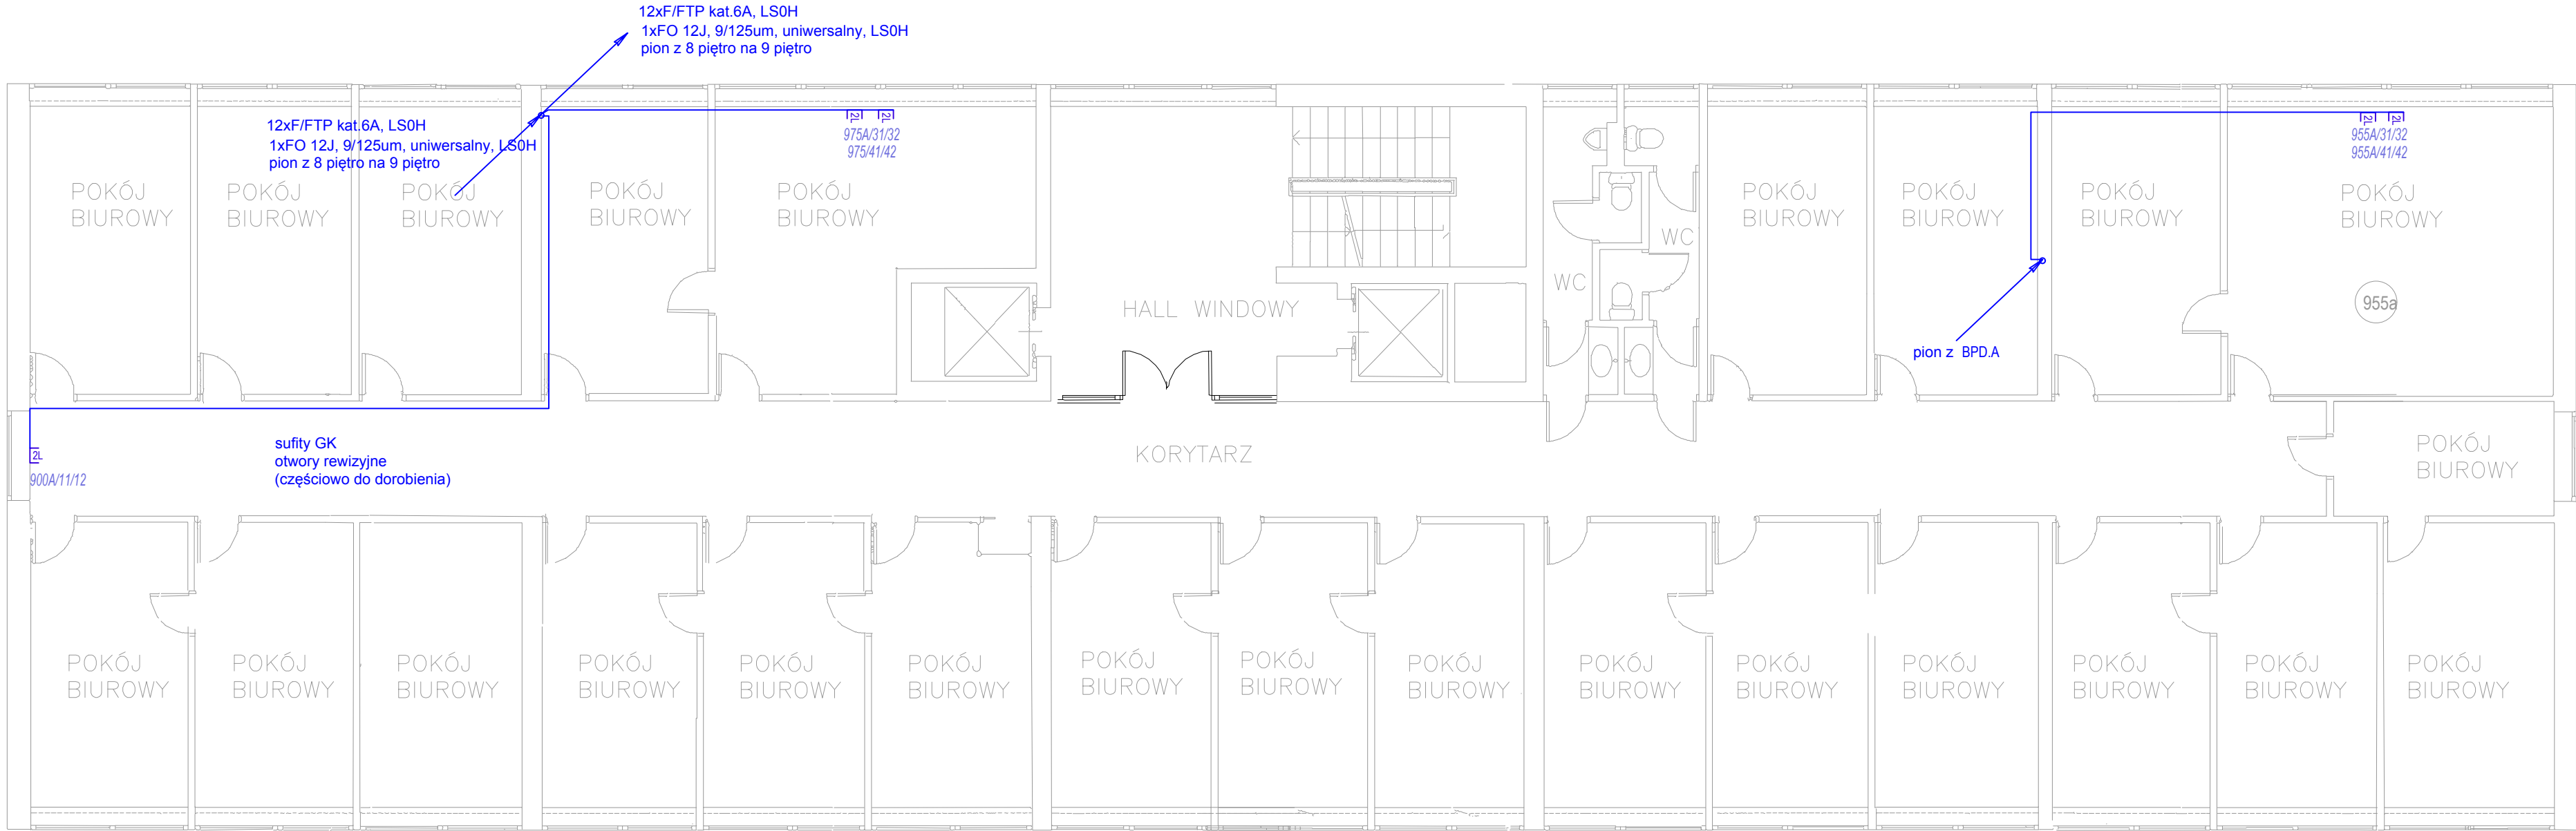 12xF/FTP kat.6A, LS0H
1xFO 12J, 9/125um, uniwersalny, LS0H
pion z 8 piętro na 9 piętro
12xF/FTP kat.6A, LS0H
1xFO 12J, 9/125um, uniwersalny, LS0H
pion z 8 piętro na 9 piętro
2L
2L
975A/31/32
975/41/42
2L
2L
955A/31/32
955A/41/42
POKÓJ
BIUROWY
POKÓJ
BIUROWY
POKÓJ
BIUROWY
POKÓJ
BIUROWY
POKÓJ
BIUROWY
HALL WINDOWY
WC
WC
POKÓJ
BIUROWY
POKÓJ
BIUROWY
POKÓJ
BIUROWY
POKÓJ
BIUROWY
955a
pion z BPD.A
2L
900A/11/12
sufity GK
otwory rewizyjne
(częściowo do dorobienia)
KORYTARZ
POKÓJ
BIUROWY
POKÓJ
BIUROWY
POKÓJ
BIUROWY
POKÓJ
BIUROWY
POKÓJ
BIUROWY
POKÓJ
BIUROWY
POKÓJ
BIUROWY
POKÓJ
BIUROWY
POKÓJ
BIUROWY
POKÓJ
BIUROWY
POKÓJ
BIUROWY
POKÓJ
BIUROWY
POKÓJ
BIUROWY
POKÓJ
BIUROWY
POKÓJ
BIUROWY
POKÓJ
BIUROWY